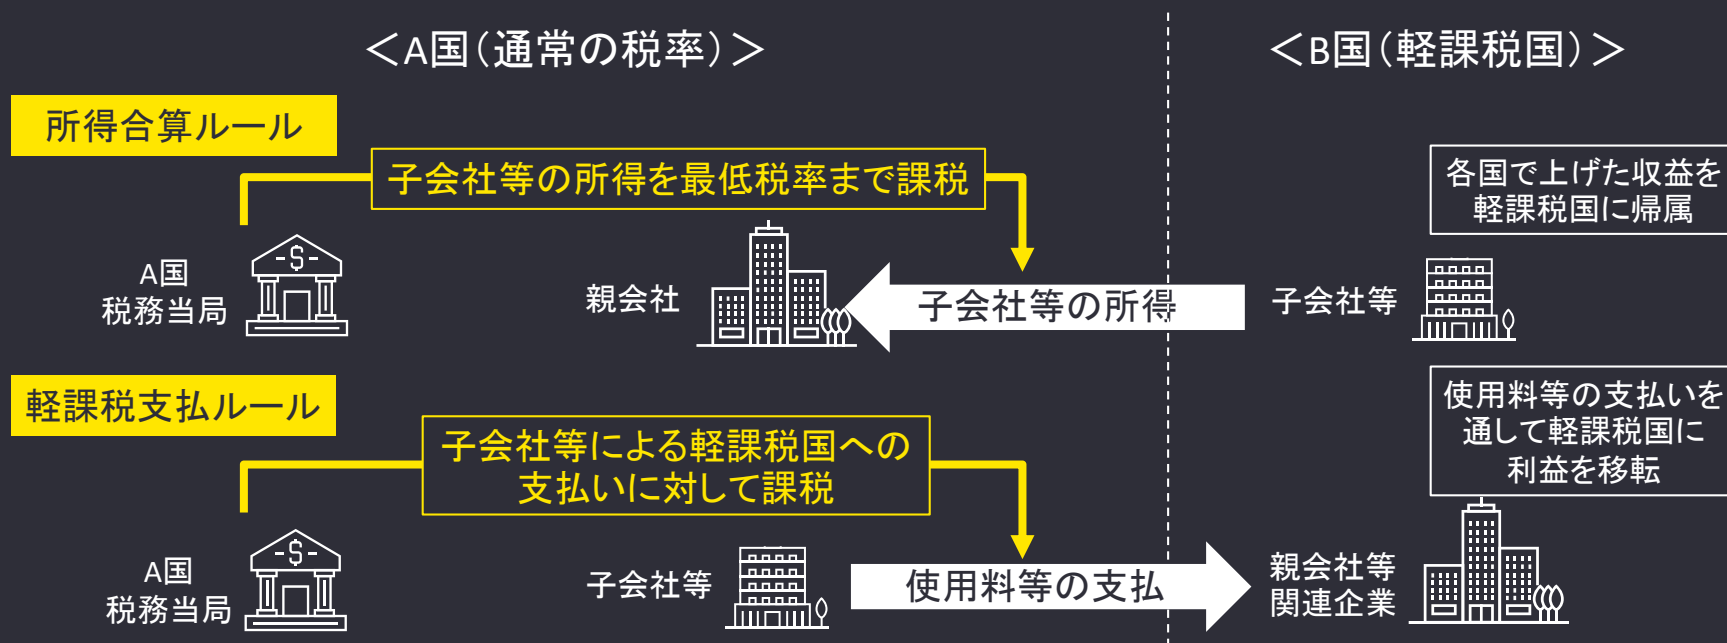 ＜A国（通常の税率）＞
＜B国（軽課税国）＞
所得合算ルール
子会社等の所得を最低税率まで課税
各国で上げた収益を
軽課税国に帰属
A国
税務当局
-$-
親会社
子会社等の所得
子会社等
軽課税支払ルール
子会社等による軽課税国への
支払いに対して課税
使用料等の支払いを
通して軽課税国に
利益を移転
A国
税務当局
-$-
子会社等
使用料等の支払
親会社等
関連企業